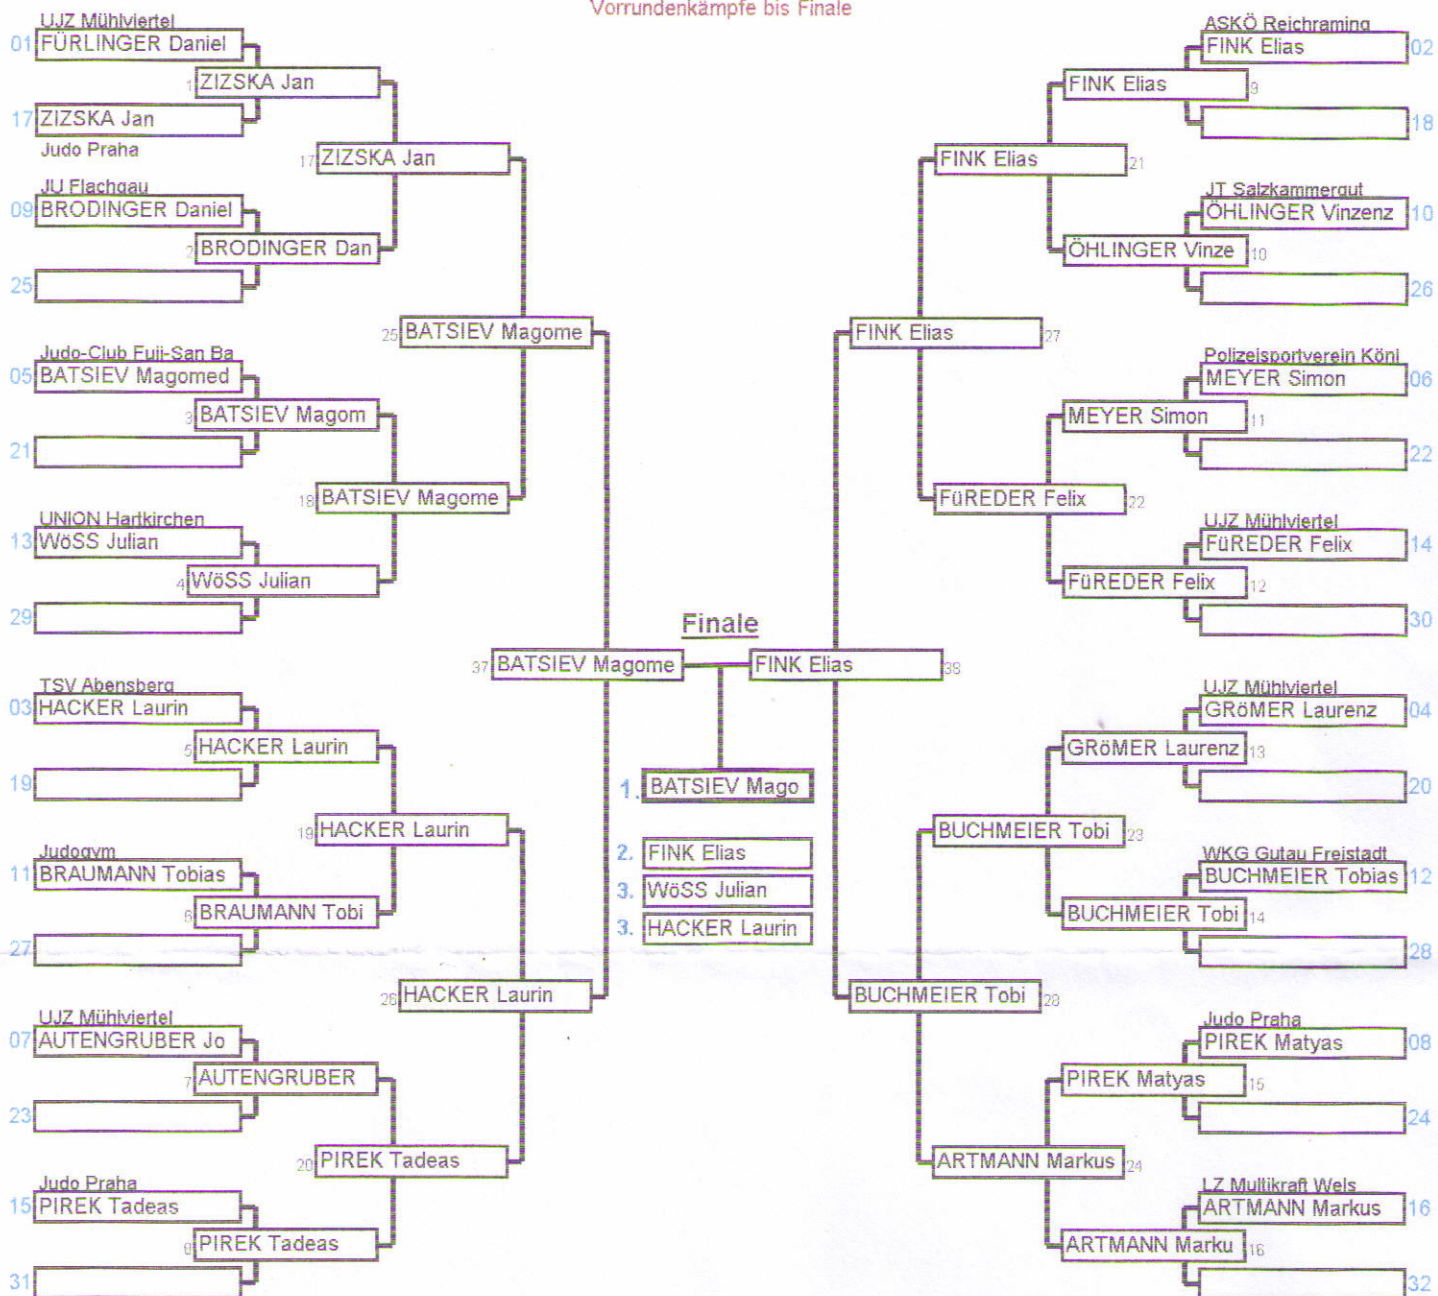 Vorrundenkämpfe bis Finale
UJZ Mühlviertel
01 FÜRLINGER Daniel
1 ZIZSKA Jan
17 ZIZSKA Jan
Judo Praha
17 ZIZSKA Jan
JU Flachgau
09 BRODINGER Daniel
2 BRODINGER Dan
25
25 BATSIEV Magome
Judo-Club Fuji-San Ba
05 BATSIEV Magomed
3 BATSIEV Magom
21
18 BATSIEV Magome
UNION Hartkirchen
13 WöSS Julian
4 WöSS Julian
29
37 BATSIEV Magome
TSV Abensberg
03 HACKER Laurin
5 HACKER Laurin
19
19 HACKER Laurin
Judogym
11 BRAUMANN Tobias
6 BRAUMANN Tobi
27
26 HACKER Laurin
UJZ Mühlviertel
07 AUTENGRUBER Jo
7 AUTENGRUBER
23
20 PIREK Tadeas
Judo Praha
15 PIREK Tadeas
8 PIREK Tadeas
31
Finale
1. BATSIEV Mago
2. FINK Elias
3. WöSS Julian
3. HACKER Laurin
ASKÖ Reichraming
FINK Elias 02
FINK Elias 9
18
FINK Elias 21
JT Salzkammergut
ÖHLINGER Vinzenz 10
ÖHLINGER Vinze 10
26
FINK Elias 27
Polizeisportverein Köni
MEYER Simon 06
MEYER Simon 11
22
FüREDER Felix 22
UJZ Mühlviertel
FüREDER Felix 14
FüREDER Felix 12
30
FINK Elias 38
UJZ Mühlviertel
GRöMER Laurenz 04
GRöMER Laurenz 13
20
BUCHMEIER Tobi 23
WKG Gutau Freistadt
BUCHMEIER Tobias 12
BUCHMEIER Tobi 14
28
BUCHMEIER Tobi 28
Judo Praha
PIREK Matyas 08
PIREK Matyas 15
24
ARTMANN Markus 24
LZ Multikraft Wels
ARTMANN Markus 16
ARTMANN Marku 16
32